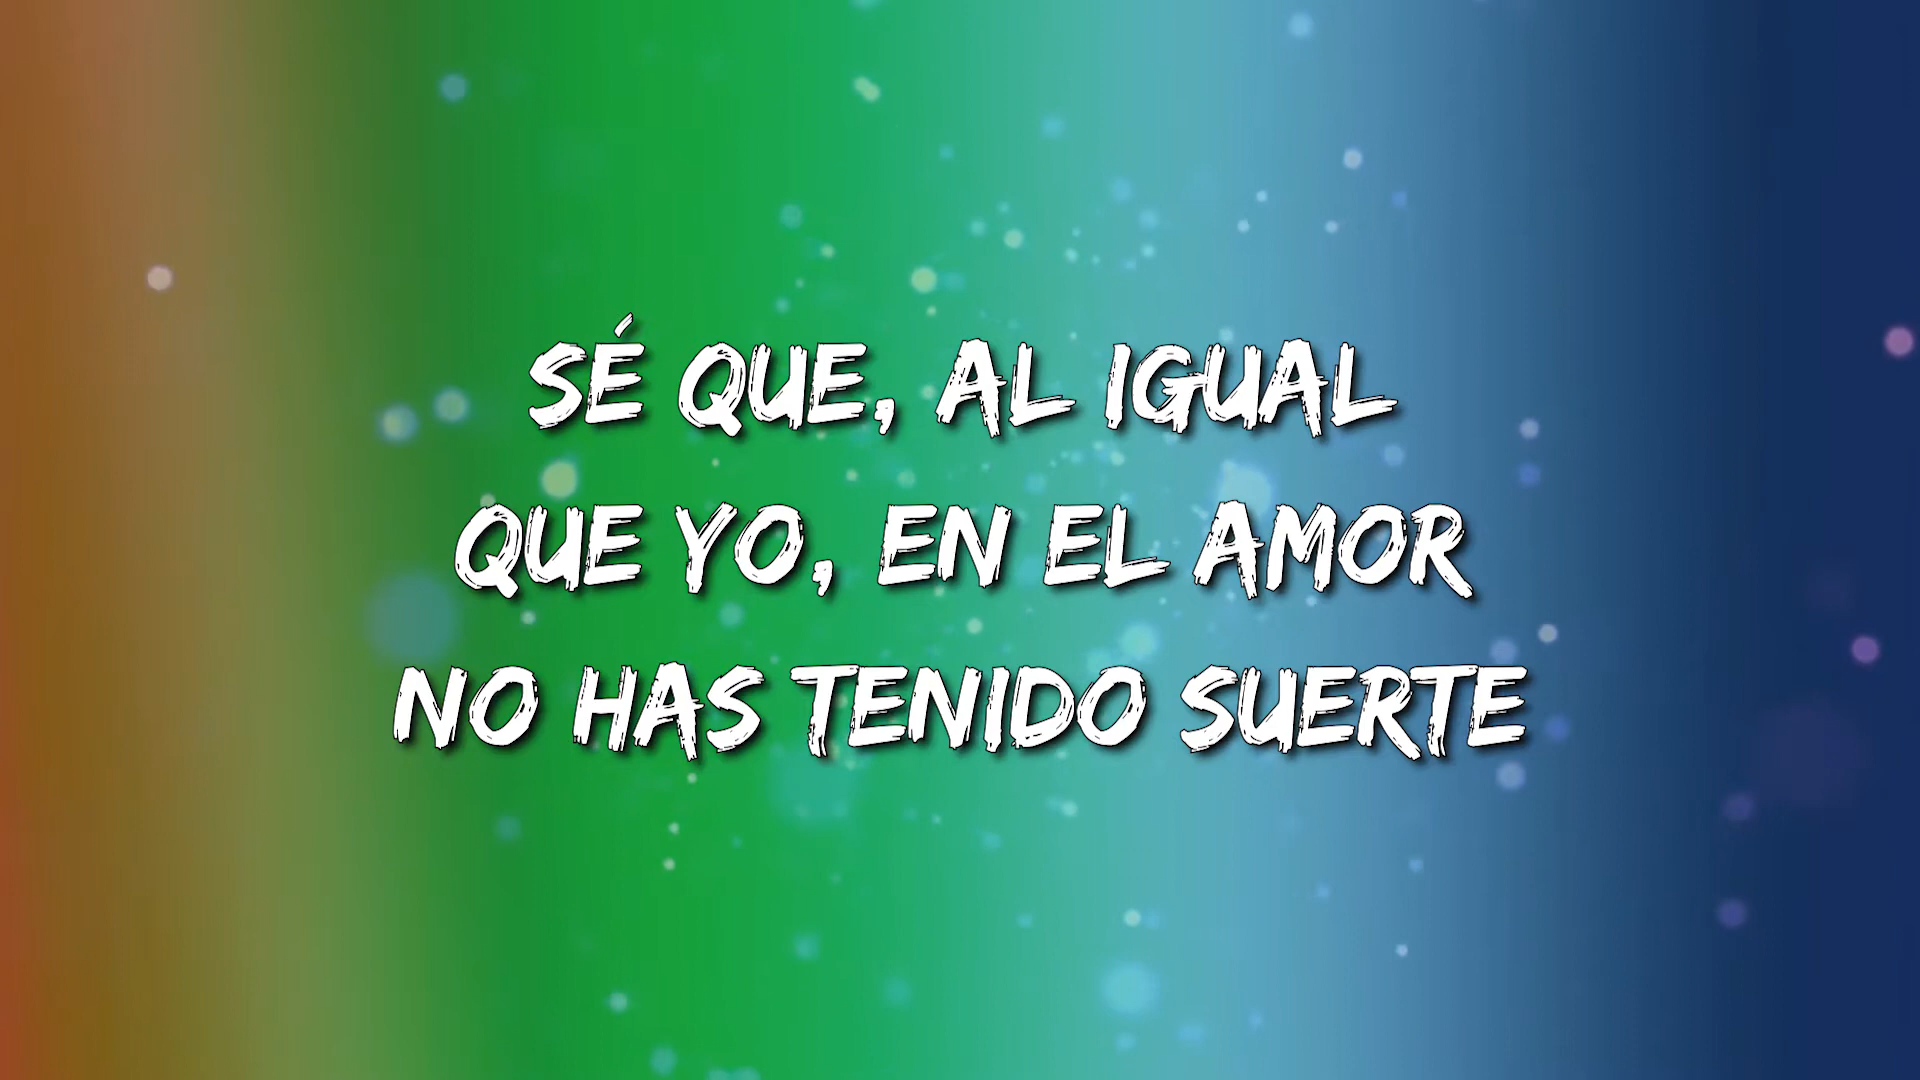 SÉ QUE, AL IGUAL
QUE YO, EN EL AMOR
NO HAS TENIDO SUERTE